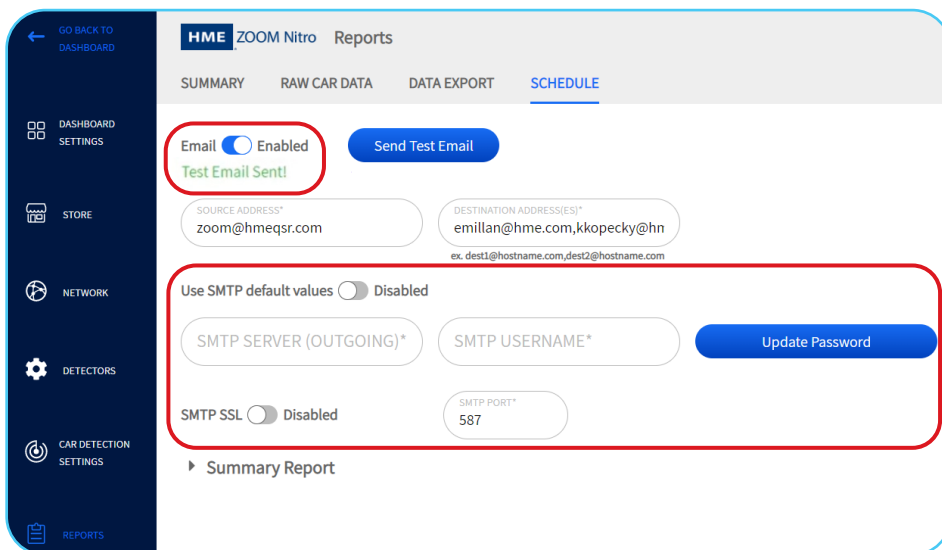 GO BACK TO
DASHBOARD
HME ZOOM Nitro Reports
SUMMARY RAW CAR DATA DATA EXPORT SCHEDULE
DASHBOARD
SETTINGS
STORE
NETWORK
DETECTORS
CAR DETECTION
SETTINGS
REPORTS
Email Enabled Send Test Email
Test Email Sent!
SOURCE ADDRESS* DESTINATION ADDRESS(ES)*
zoom@hmeqsr.com emillan@hme.com,kkopecky@hm
ex. dest1@hostname.com,dest2@hostname.com
Use SMTP default values Disabled
SMTP SERVER (OUTGOING)* SMTP USERNAME* Update Password
SMTP SSL Disabled
SMTP PORT*
587
Summary Report